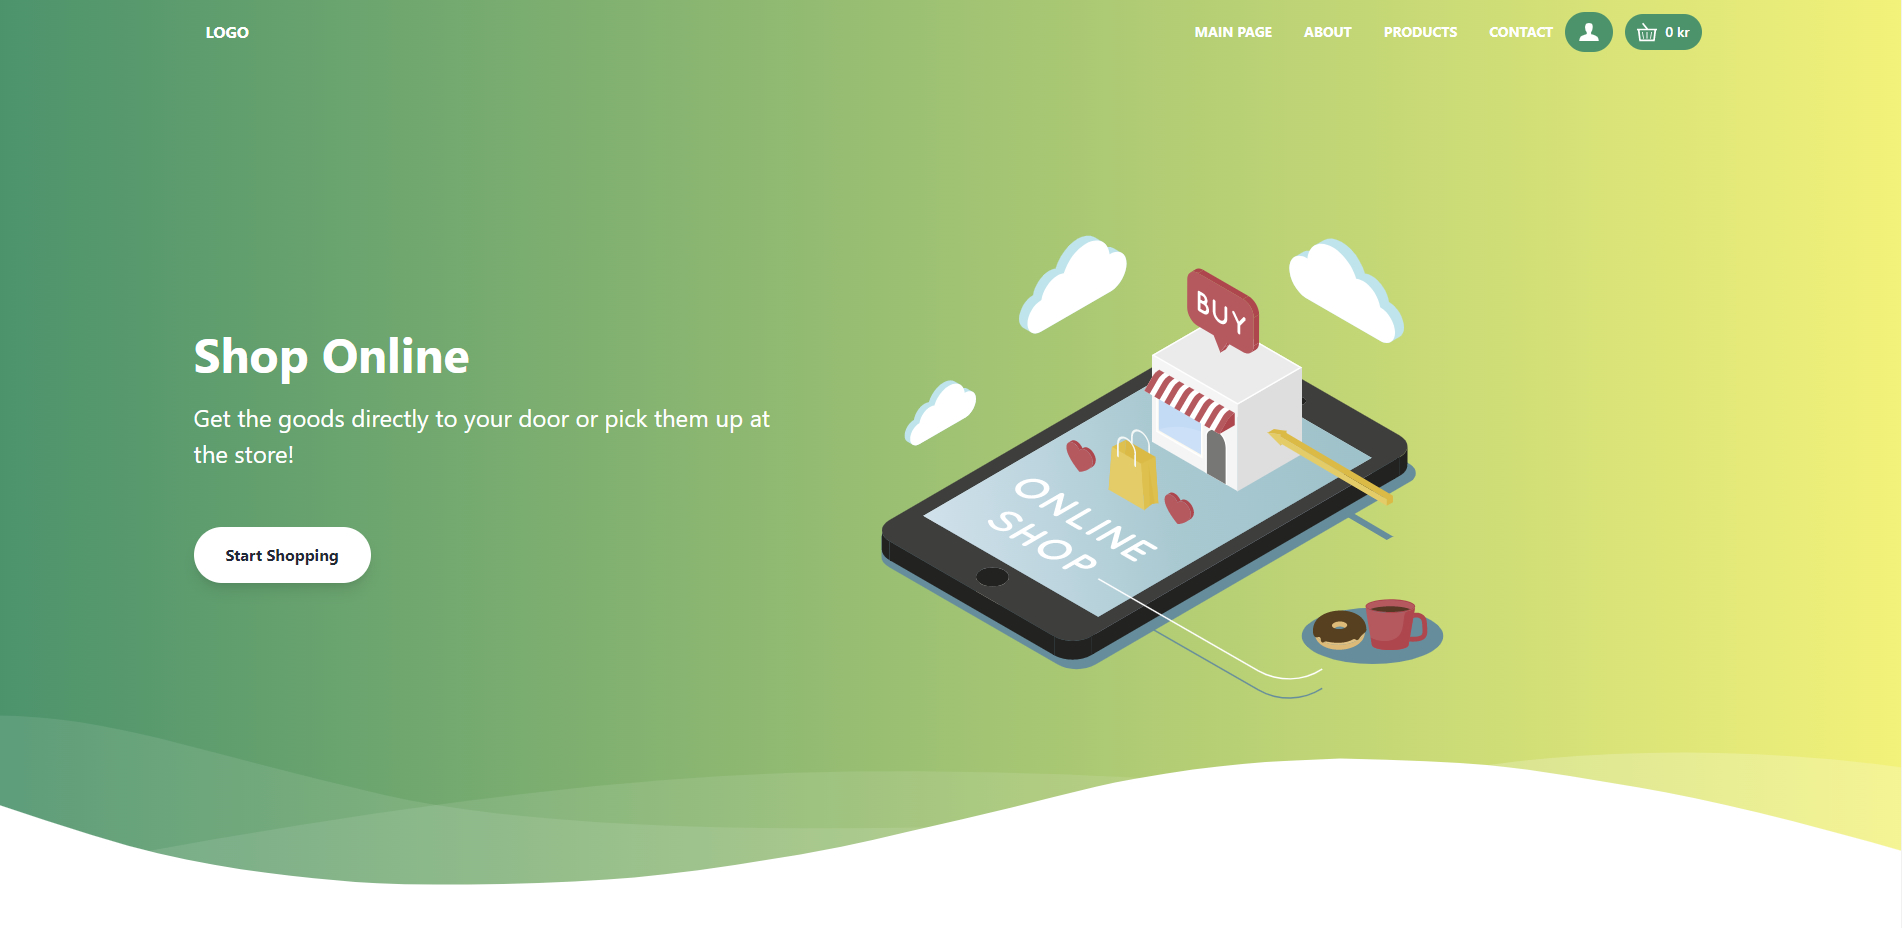 LOGO
MAIN PAGE
ABOUT
PRODUCTS
CONTACT
0 kr
BUY
Shop Online
Get the goods directly to your door or pick them up at
the store!
Start Shopping
ONLINE
SHOP